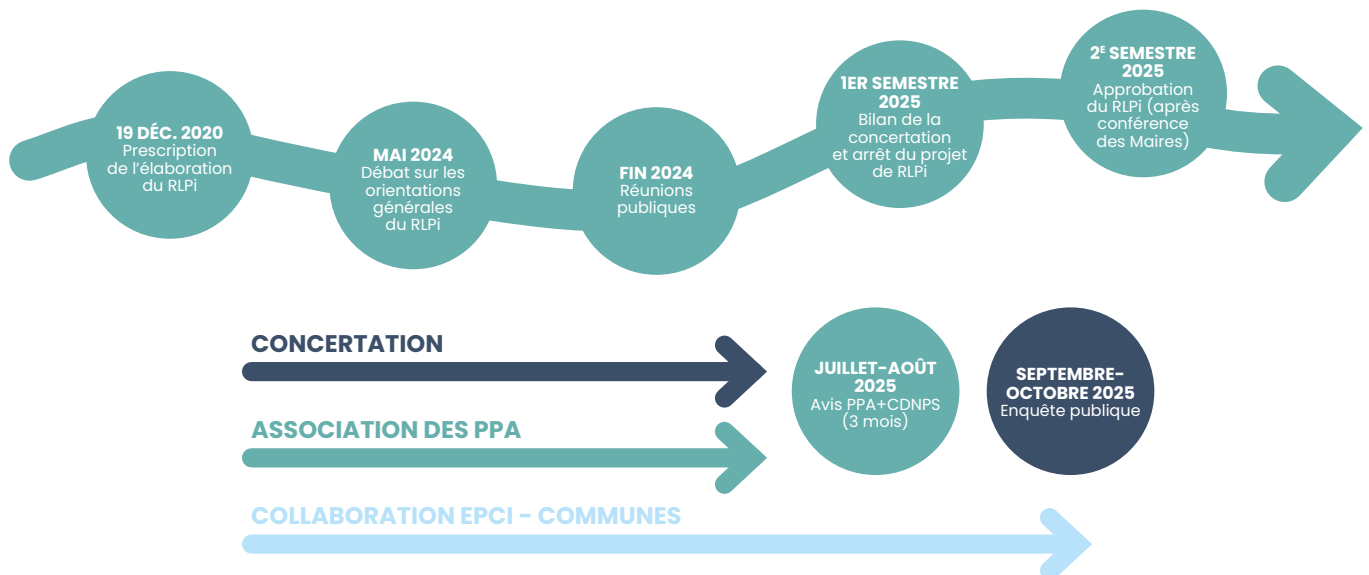 19 DÉC. 2020
Prescription
de l'élaboration
du RLPi
MAI 2024
Débat sur les
orientations
générales
du RLPi
FIN 2024
Réunions
publiques
1ER SEMESTRE
2025
Bilan de la
concertation
et arrêt du projet
de RLPi
2E SEMESTRE
2025
Approbation
du RLPi (après
conférence
des Maires)
CONCERTATION
ASSOCIATION DES PPA
COLLABORATION EPCI - COMMUNES
JUILLET-AOÛT
2025
Avis PPA+CDNPS
(3 mois)
SEPTEMBRE-
OCTOBRE 2025
Enquête publique